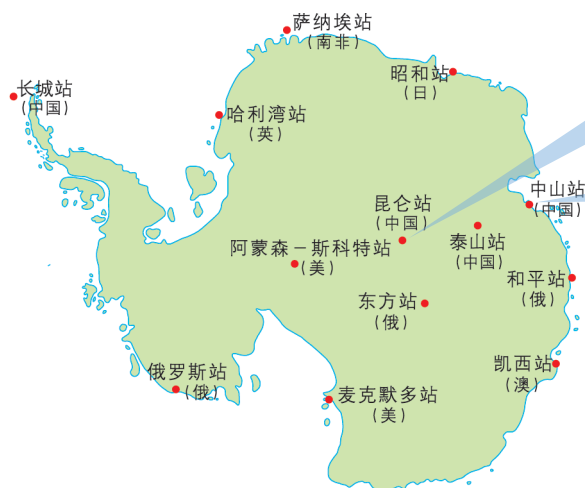 萨纳埃站
(南非)
昭和站
(日)
长城站
(中国)
哈利湾站
(英)
中山站
(中国)
昆仑站
(中国)
泰山站
(中国)
阿蒙森－斯科特站
(美)
和平站
(俄)
东方站
(俄)
凯西站
(澳)
俄罗斯站
(俄)
麦克默多站
(美)